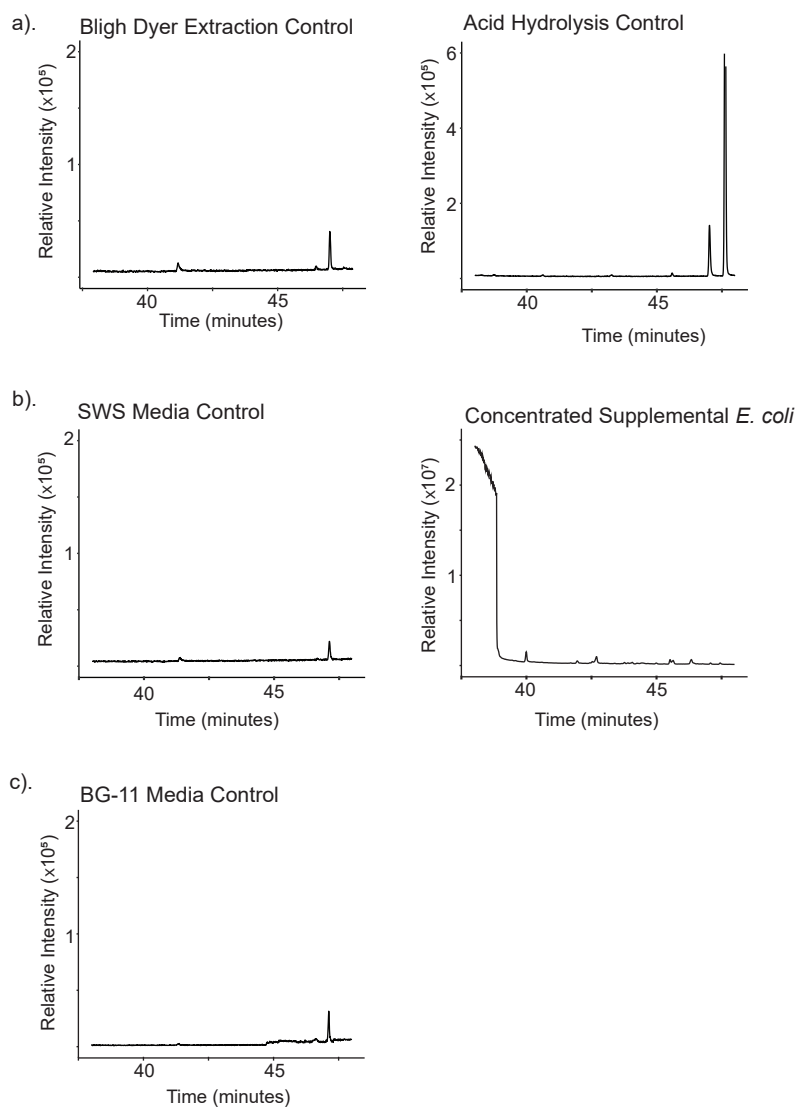 a).
Bligh Dyer Extraction Control
Acid Hydrolysis Control
2
1
Relative Intensity (x10⁵)
40
45
Time (minutes)
6
4
2
Relative Intensity (x10⁵)
40
45
Time (minutes)
b).
SWS Media Control
Concentrated Supplemental E. coli
2
1
Relative Intensity (x10⁵)
40
45
Time (minutes)
2
1
Relative Intensity (x10⁷)
40
45
Time (minutes)
c).
BG-11 Media Control
2
1
Relative Intensity (x10⁵)
40
45
Time (minutes)